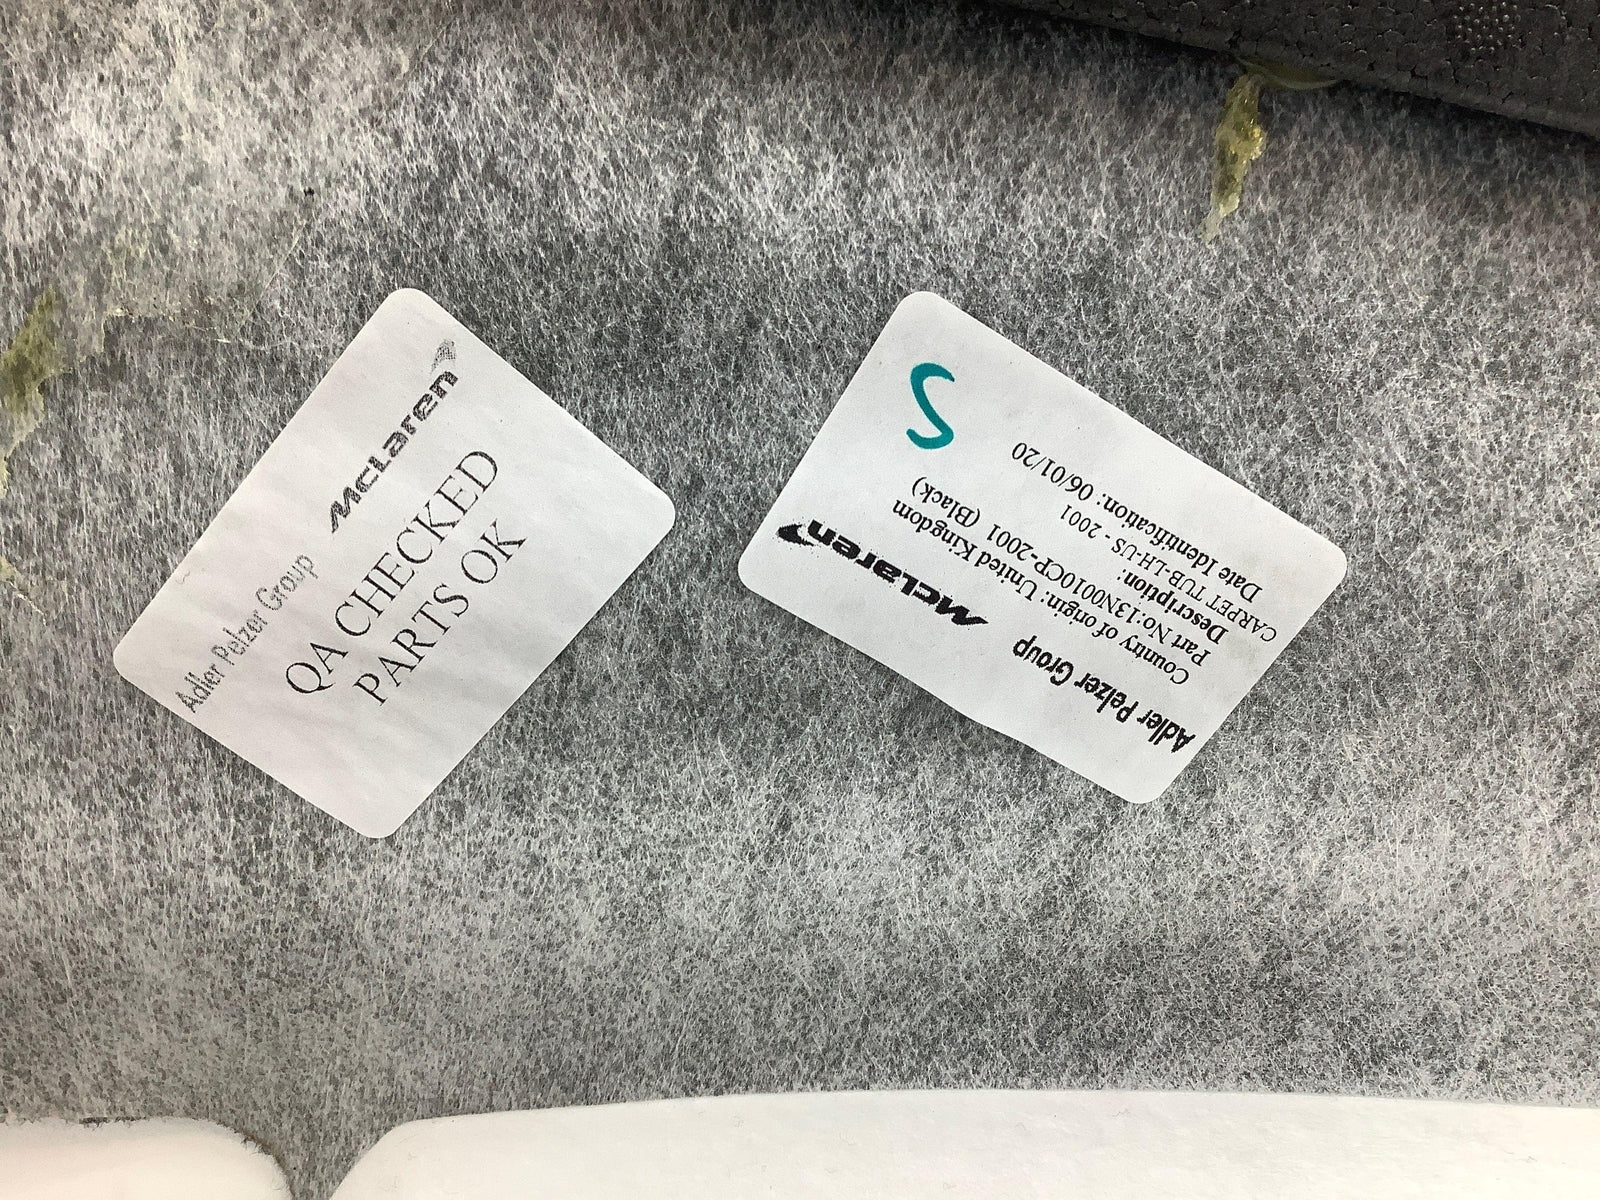 Adler Pelzer Group McLaren
QA CHECKED
PARTS OK
Adler Pelzer Group McLaren
Country of origin: United Kingdom
Part No:13N0010CP-2001 (Black)
Description:
CARPET TUB-LH-US - 2001
Date Identification: 06/01/20
S